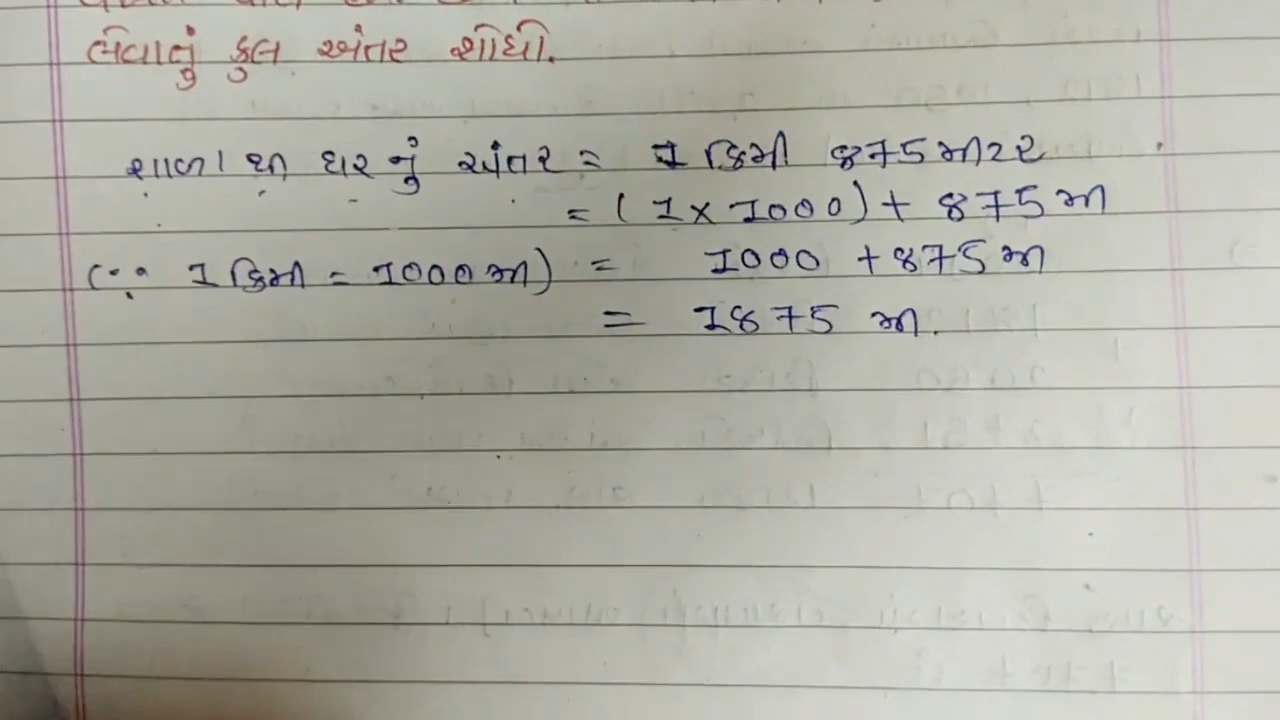 લેવાનું કુલ અંતર શોધો.
શાળા થી ઘર નું અંતર = 1 કિમી 875 મીટર
= (1 × 1000) + 875 મી
(∵ 1 કિમી = 1000 મી) = 1000 + 875 મી
= 1875 મી.